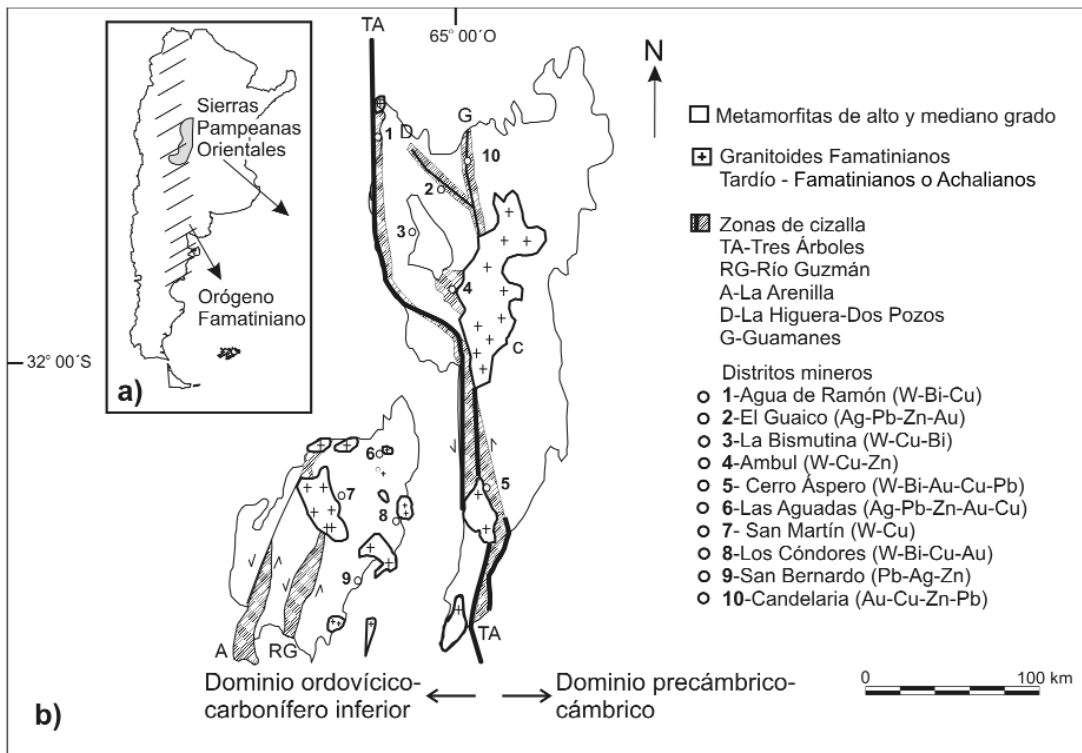 Sierras
Pampeanas
Orientales
Orógeno
Famatiniano
a)
TA
65° 00´O
N
32° 00´S
1
D
G
10
2
3
4
C
5
6
7
8
9
A
RG
TA
Dominio ordovícico-
carbonífero inferior
Dominio precámbrico-
cámbrico
b)
Metamorfitas de alto y mediano grado
Granitoides Famatinianos
Tardío - Famatinianos o Achalianos
Zonas de cizalla
TA-Tres Árboles
RG-Río Guzmán
A-La Arenilla
D-La Higuera-Dos Pozos
G-Guamanes
Distritos mineros
1-Agua de Ramón (W-Bi-Cu)
2-El Guaico (Ag-Pb-Zn-Au)
3-La Bismutina (W-Cu-Bi)
4-Ambul (W-Cu-Zn)
5- Cerro Áspero (W-Bi-Au-Cu-Pb)
6-Las Aguadas (Ag-Pb-Zn-Au-Cu)
7- San Martín (W-Cu)
8-Los Cóndores (W-Bi-Cu-Au)
9-San Bernardo (Pb-Ag-Zn)
10-Candelaria (Au-Cu-Zn-Pb)
0 100 km